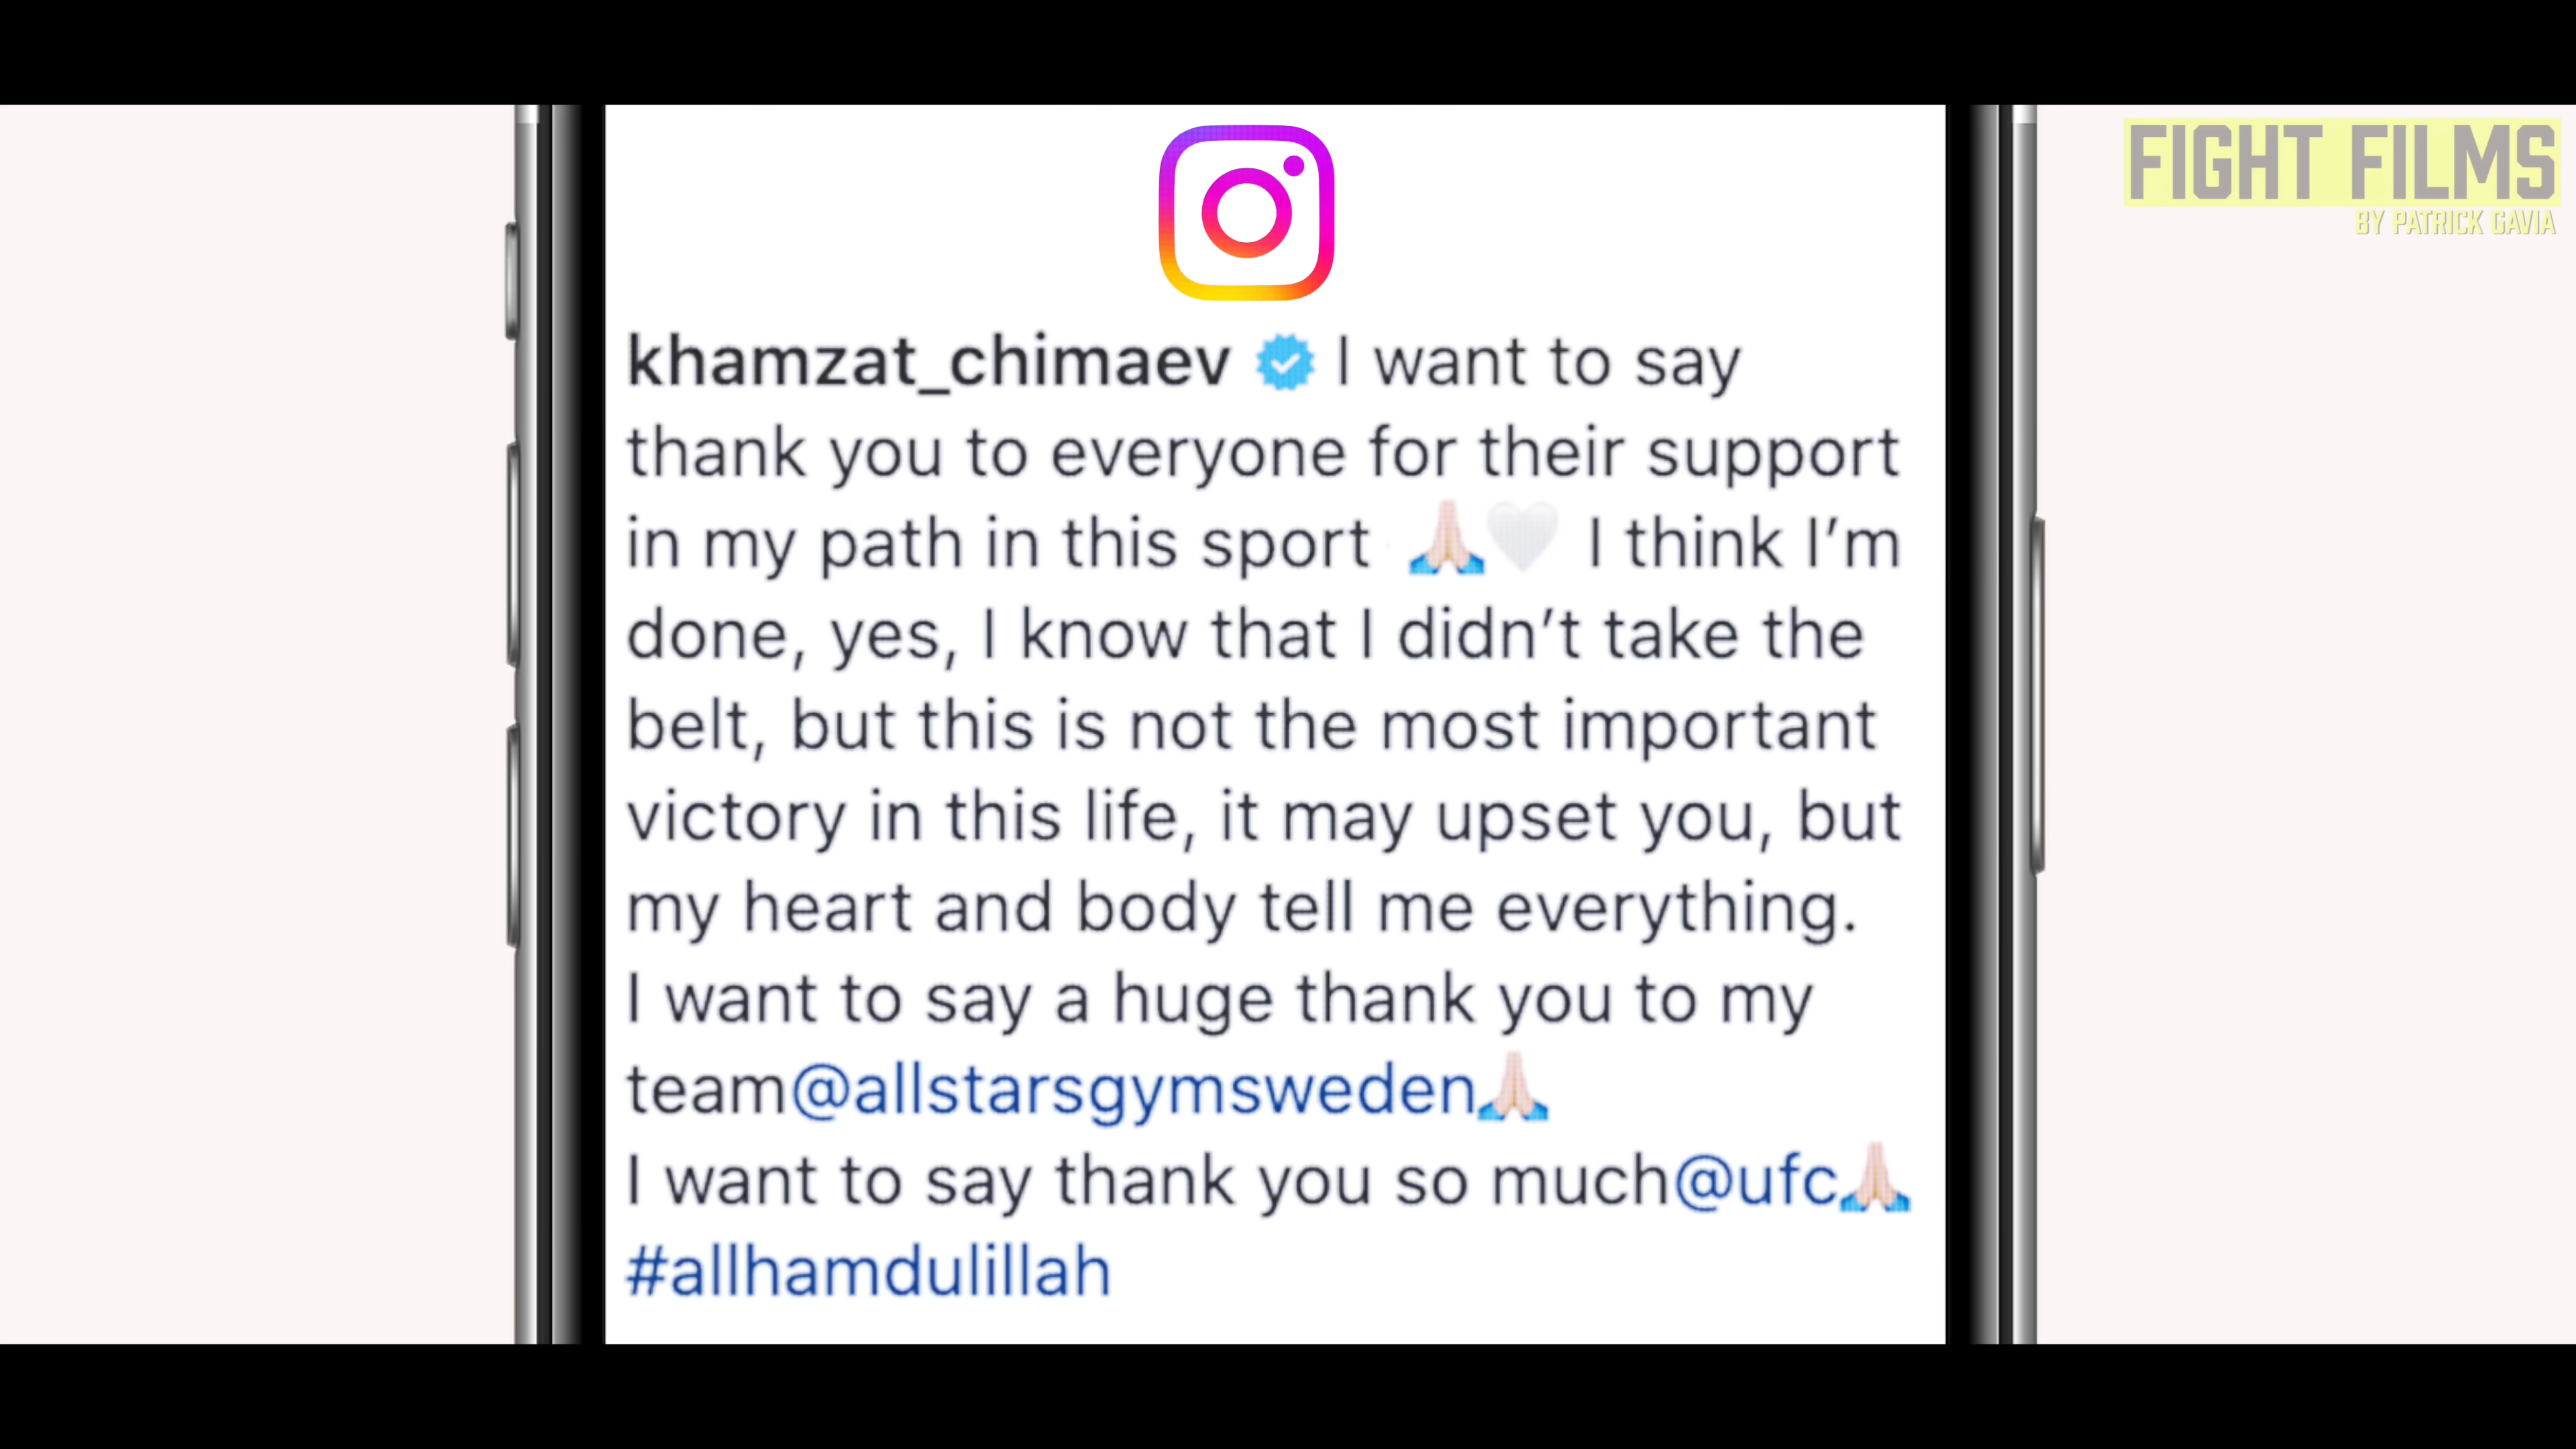 FIGHT FILMS
BY PATRICK GAVIA
khamzat_chimaev I want to say
thank you to everyone for their support
in my path in this sport 🙏🏻🤍 I think I’m
done, yes, I know that I didn’t take the
belt, but this is not the most important
victory in this life, it may upset you, but
my heart and body tell me everything.
I want to say a huge thank you to my
team@allstarsgymsweden🙏🏻
I want to say thank you so much@ufc🙏🏻
#allhamdulillah